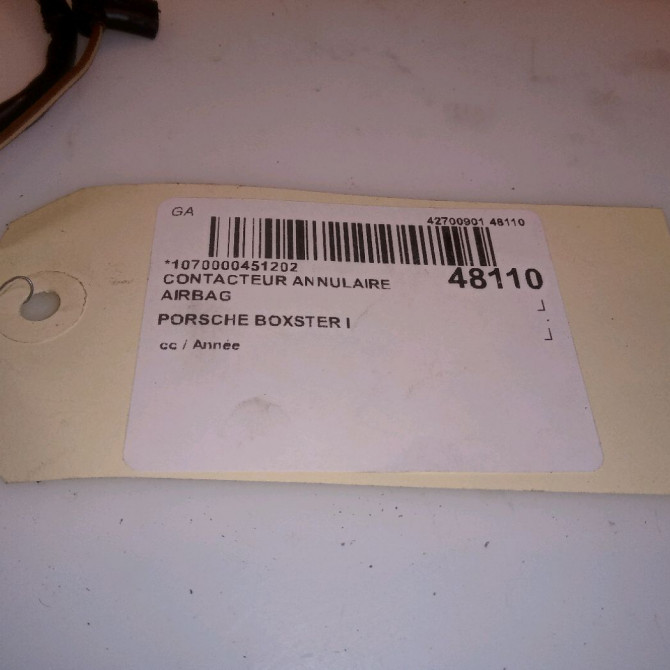 GA
42700901 48110
*1070000451202
48110
CONTACTEUR ANNULAIRE
AIRBAG
PORSCHE BOXSTER I
cc / Année